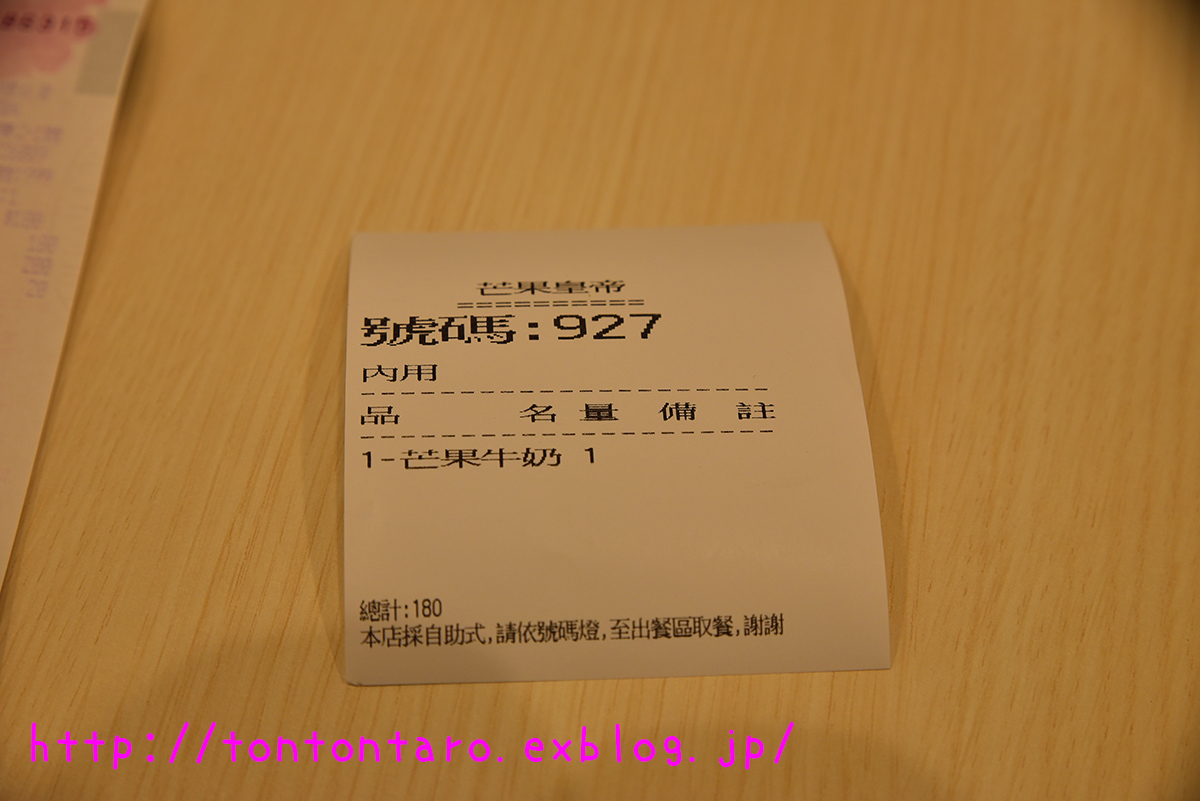 00319
芒果皇帝
==========
號碼:927
內用
品 名 量 備 註
1-芒果牛奶 1
總計:180
本店採自助式,請依號碼燈,至出餐區取餐,謝謝
http://tontontaro.exblog.jp/